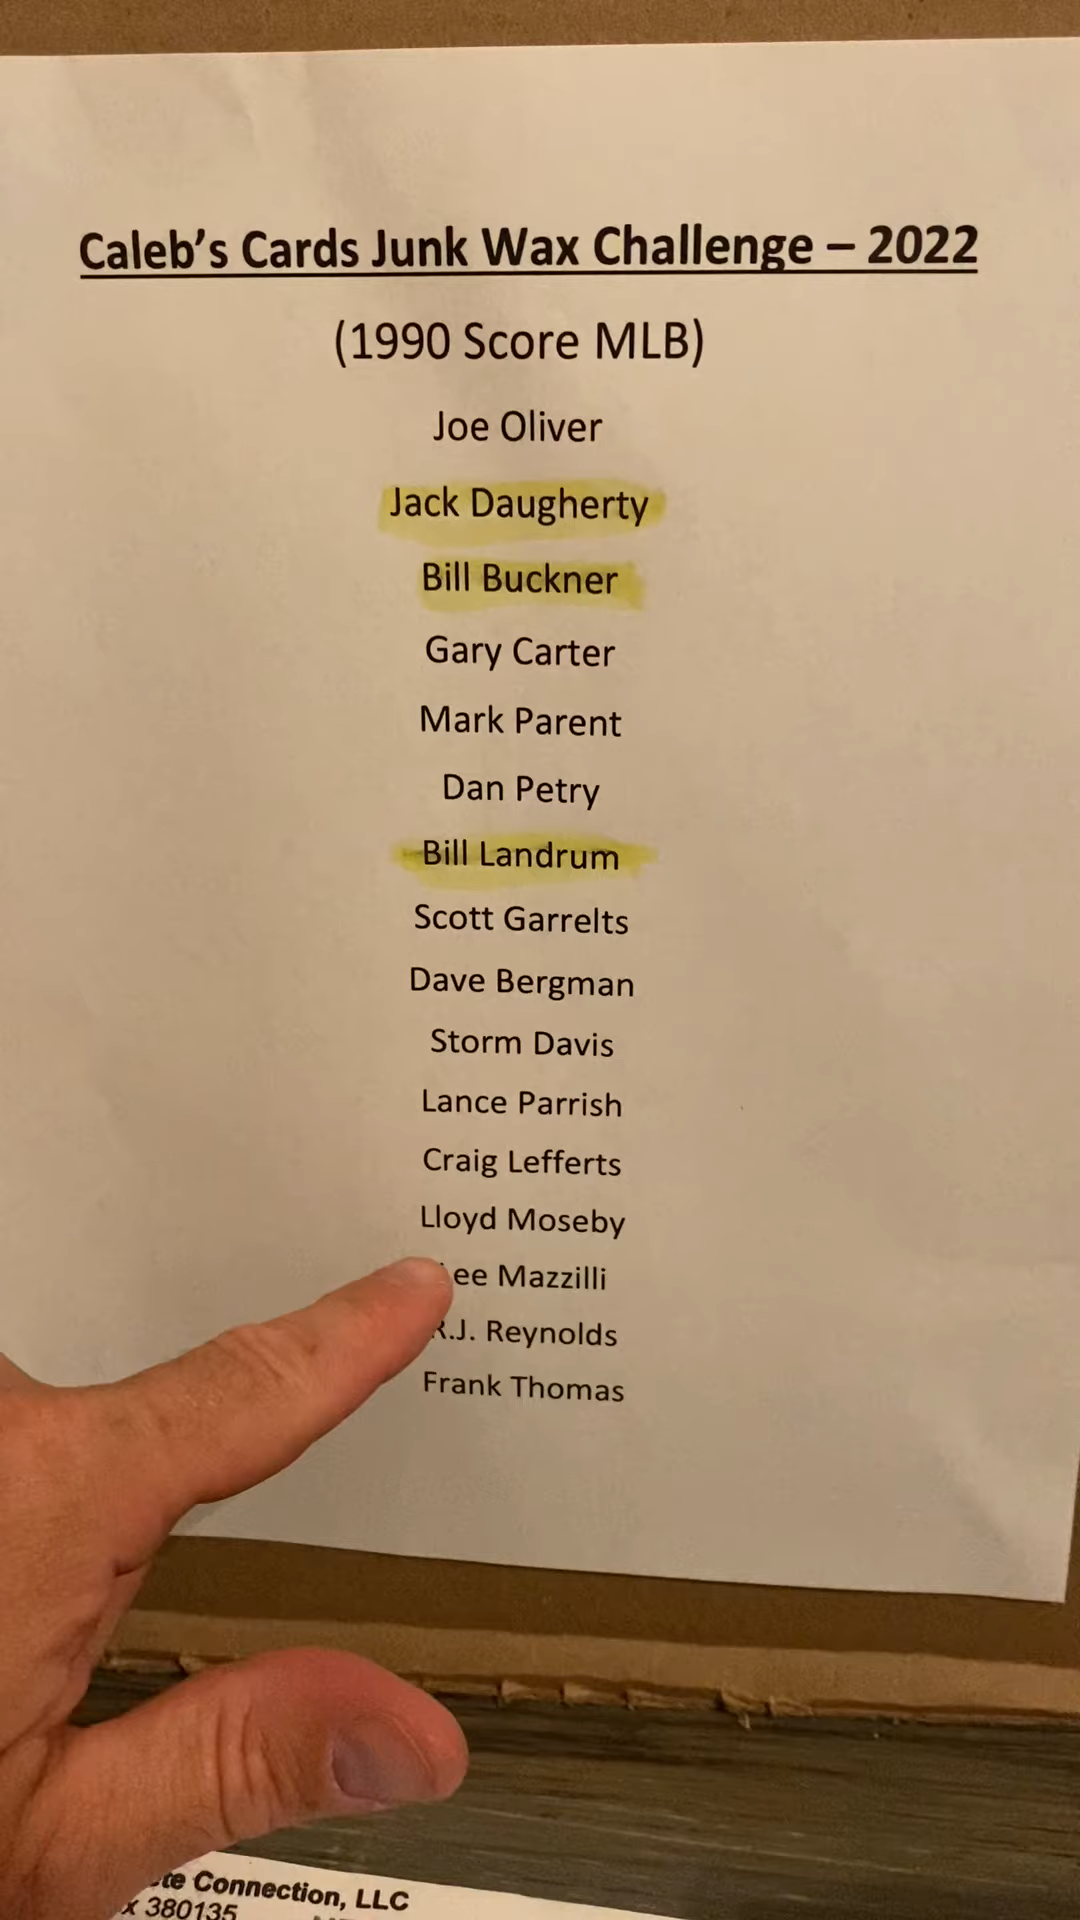 Caleb's Cards Junk Wax Challenge – 2022
(1990 Score MLB)
Joe Oliver
Jack Daugherty
Bill Buckner
Gary Carter
Mark Parent
Dan Petry
Bill Landrum
Scott Garrelts
Dave Bergman
Storm Davis
Lance Parrish
Craig Lefferts
Lloyd Moseby
Lee Mazzilli
R.J. Reynolds
Frank Thomas
Connection, LLC
380135